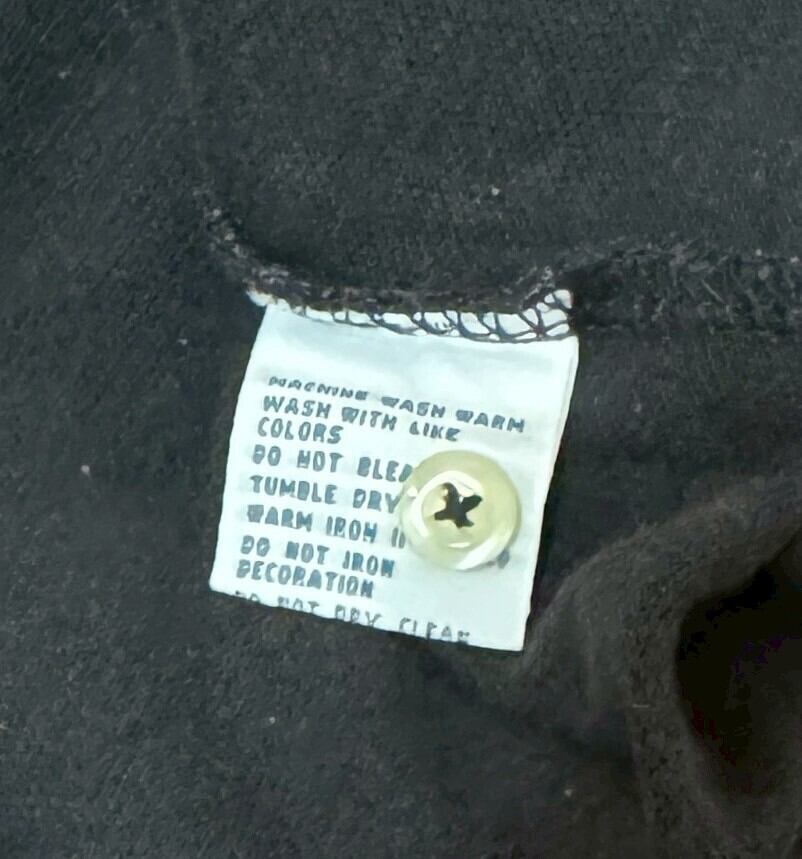 MACHINE WASH WARM
WASH WITH LIKE
COLORS
DO NOT BLEA
TUMBLE DRY
WARM IRON I
DO NOT IRON
DECORATION
DO NOT DRY CLEAN